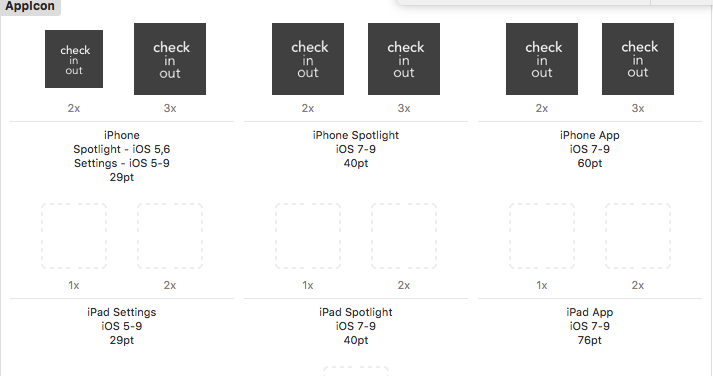 AppIcon
check
in
out
check
in
out
check
in
out
check
in
out
check
in
out
check
in
out
2x 3x 2x 3x 2x 3x
iPhone
Spotlight - iOS 5,6
Settings - iOS 5-9
29pt
iPhone Spotlight
iOS 7-9
40pt
iPhone App
iOS 7-9
60pt
1x 2x 1x 2x 1x 2x
iPad Settings
iOS 5-9
29pt
iPad Spotlight
iOS 7-9
40pt
iPad App
iOS 7-9
76pt